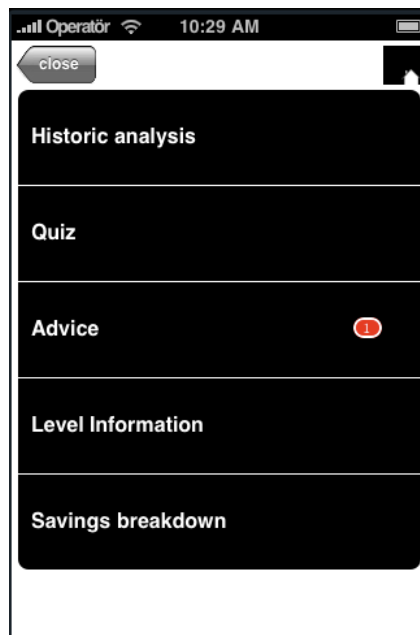 Operatör 10:29 AM
close
Historic analysis
Quiz
Advice 1
Level Information
Savings breakdown